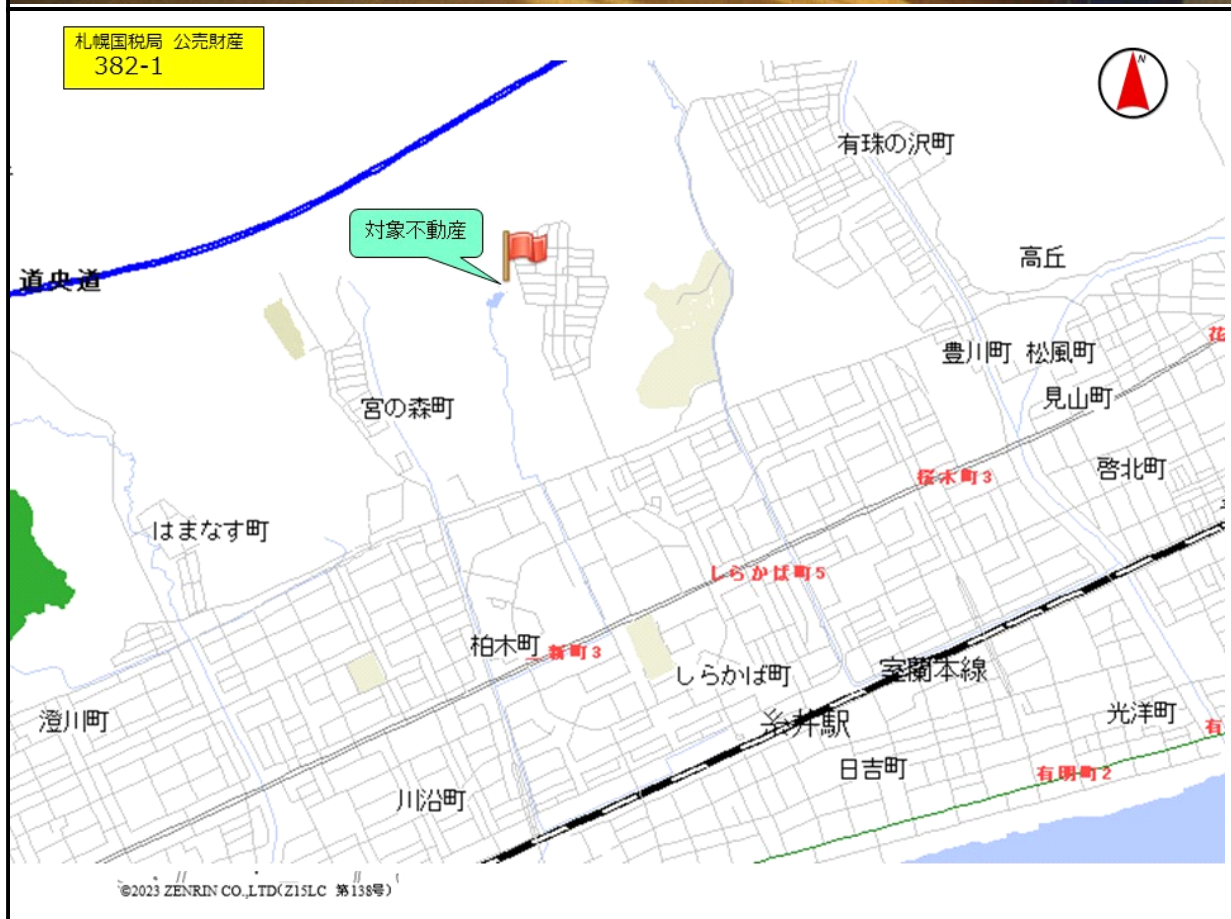 札幌国税局 公売財産
382-1
N
有珠の沢町
対象不動産
高丘
道央道
花
豊川町 松風町
宮の森町
見山町
啓北町
桜木町3
はまなす町
しらかば町5
柏木町
新町3
しらかば町
室蘭本線
澄川町
糸井駅
光洋町
有
日吉町
有明町2
川沿町
©2023 ZENRIN CO.,LTD(Z15LC 第138号)